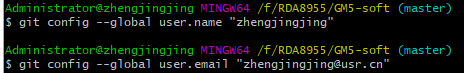 Administrator@zhengjingjing MINGW64 /f/RDA8955/GM5-soft (master)
$ git config --global user.name "zhengjingjing"
Administrator@zhengjingjing MINGW64 /f/RDA8955/GM5-soft (master)
$ git config --global user.email "zhengjingjing@usr.cn"